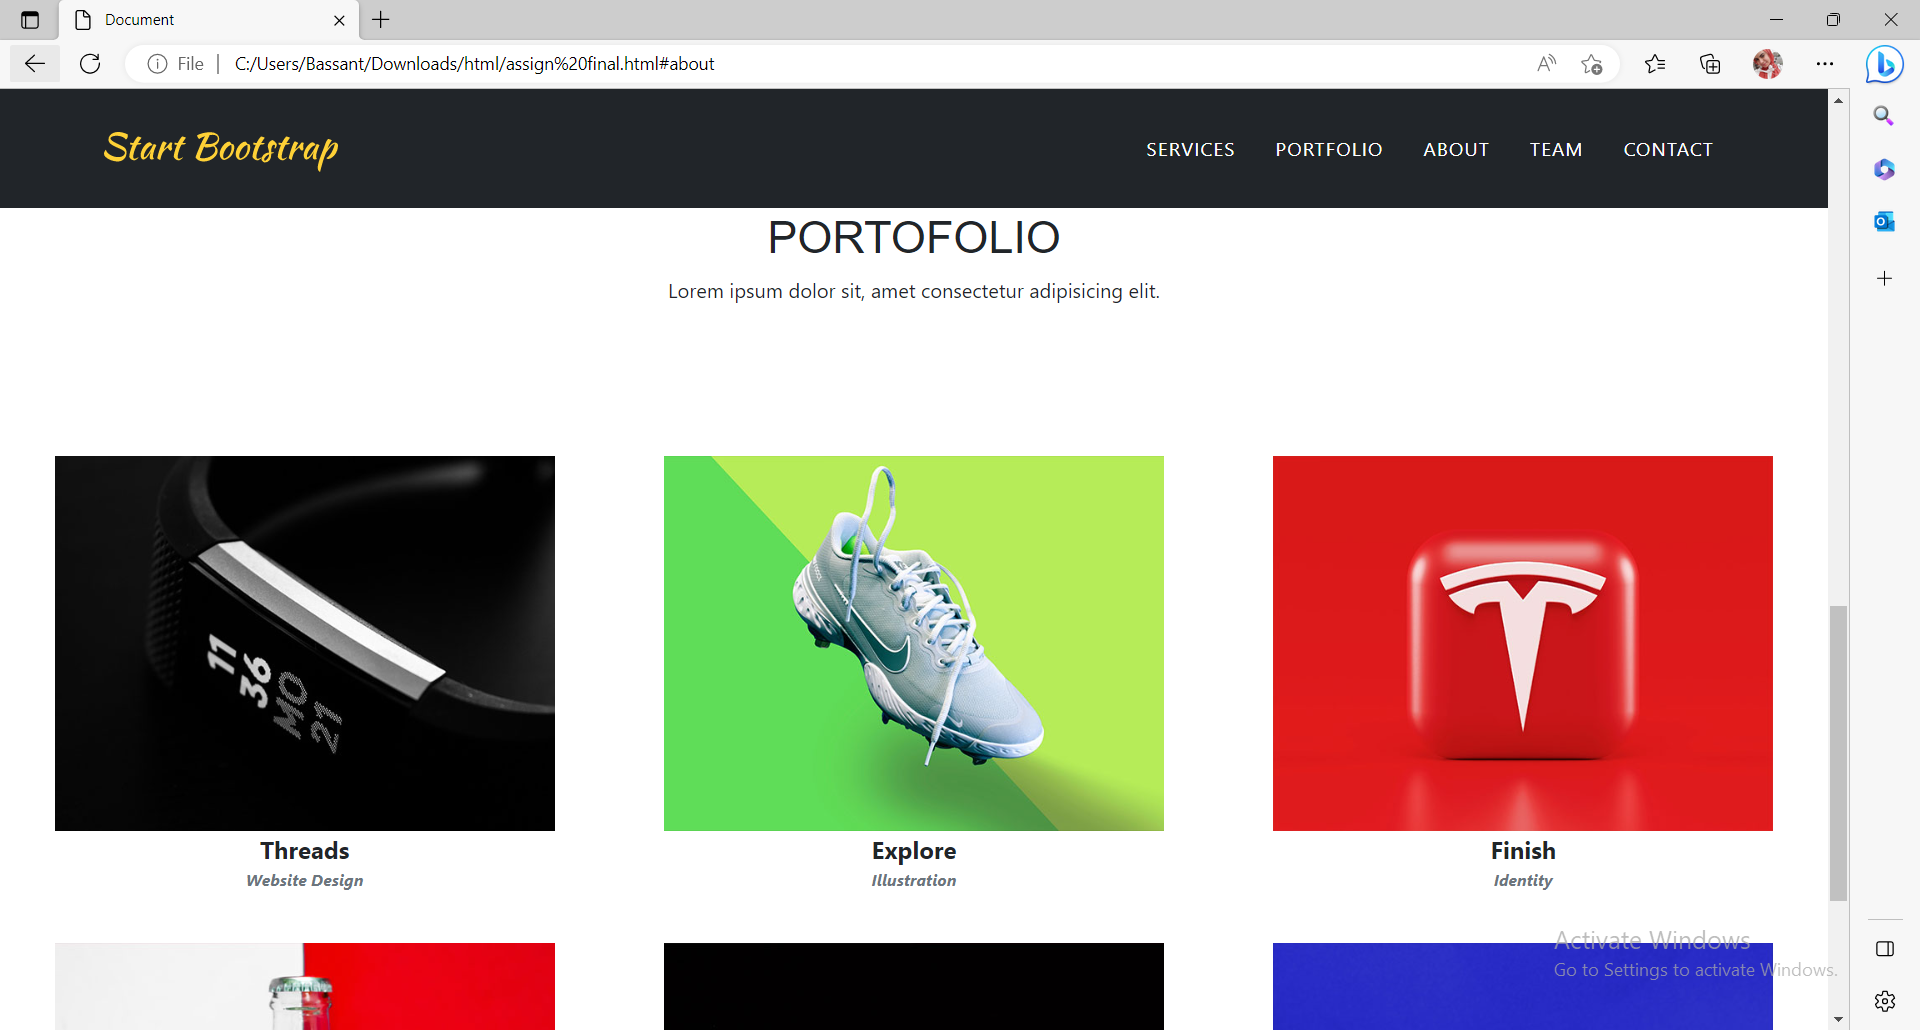 Document
File
C:/Users/Bassant/Downloads/html/assign%20final.html#about
Start Bootstrap
SERVICES PORTFOLIO ABOUT TEAM CONTACT
PORTOFOLIO
Lorem ipsum dolor sit, amet consectetur adipisicing elit.
11
36
MO
21
Threads
Website Design
Explore
Illustration
Finish
Identity
Activate Windows
Go to Settings to activate Windows.